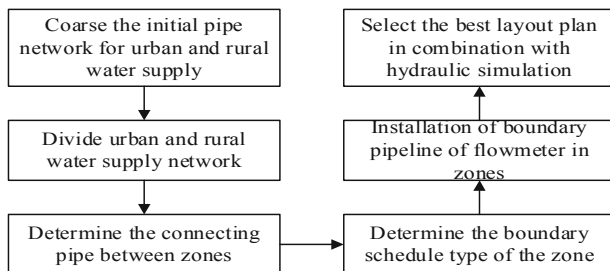 Coarse the initial pipe
network for urban and rural
water supply
Divide urban and rural
water supply network
Determine the connecting
pipe between zones
Determine the boundary
schedule type of the zone
Installation of boundary
pipeline of flowmeter in
zones
Select the best layout plan
in combination with
hydraulic simulation